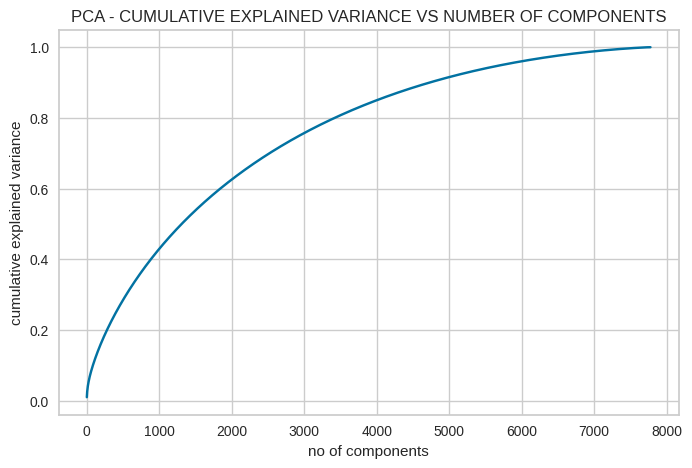 PCA - CUMULATIVE EXPLAINED VARIANCE VS NUMBER OF COMPONENTS
cumulative explained variance
1.0
0.8
0.6
0.4
0.2
0.0
0 1000 2000 3000 4000 5000 6000 7000 8000
no of components